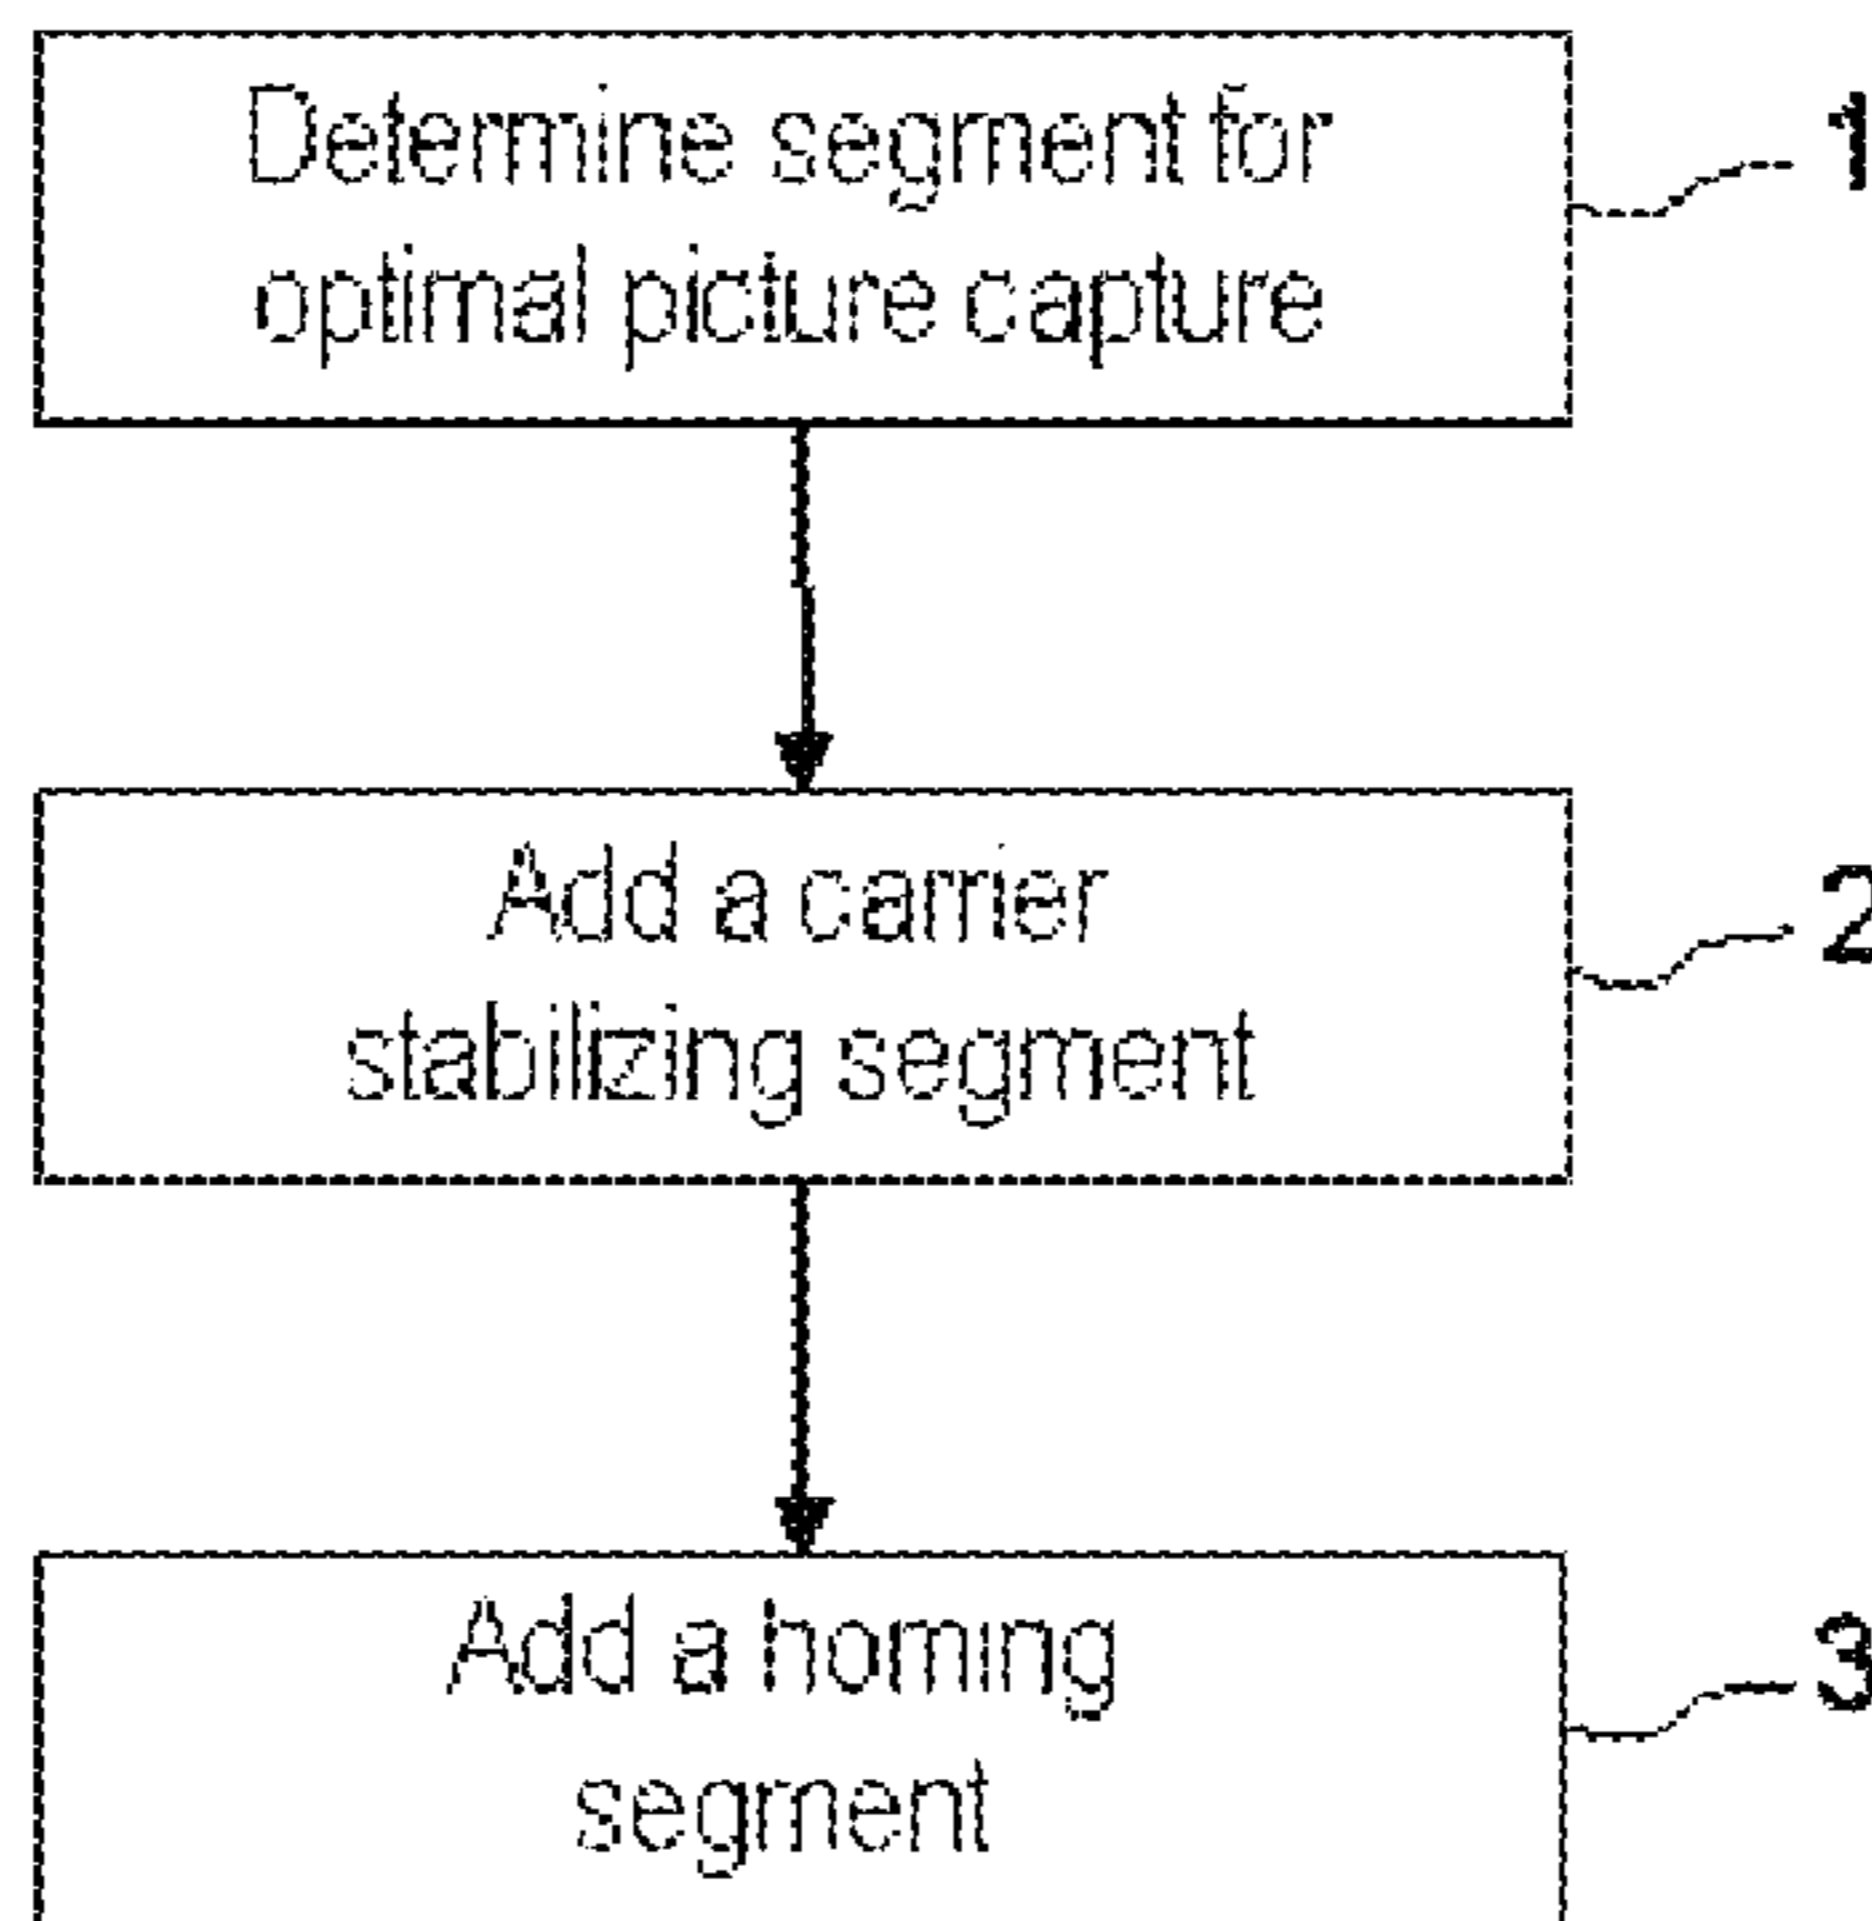 Determine segment for
optimal picture capture
1
Add a carrier
stabilizing segment
2
Add a homing
segment
3